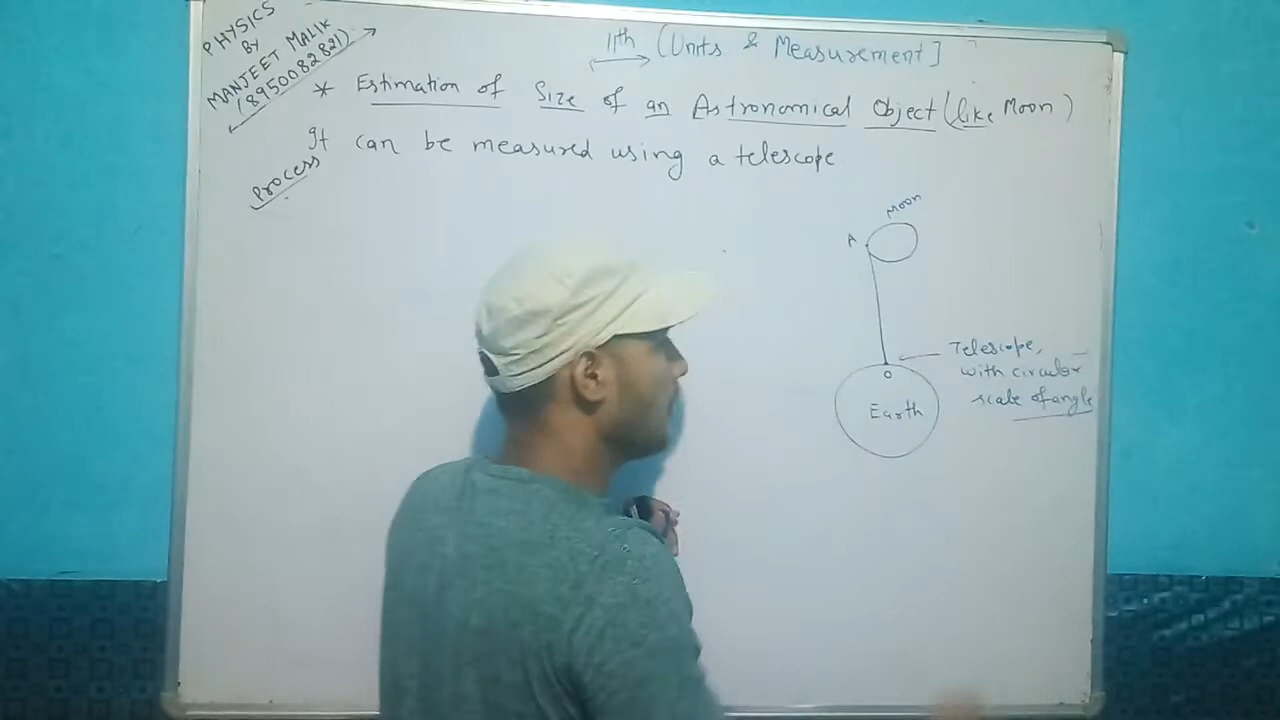 PHYSICS
BY
MANJEET MALIK
(8950082821)
11th (Units & Measurement]
* Estimation of Size of an Astronomical Object (like Moon)
It can be measured using a telescope
Process
Moon
A
Telescope,
with circular
scale of angle
O
Earth